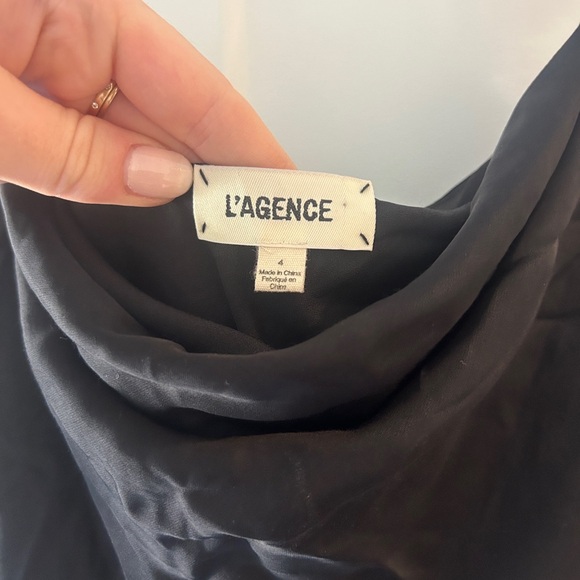 L'AGENCE
4
Made in China
Fabriqué en
Chine